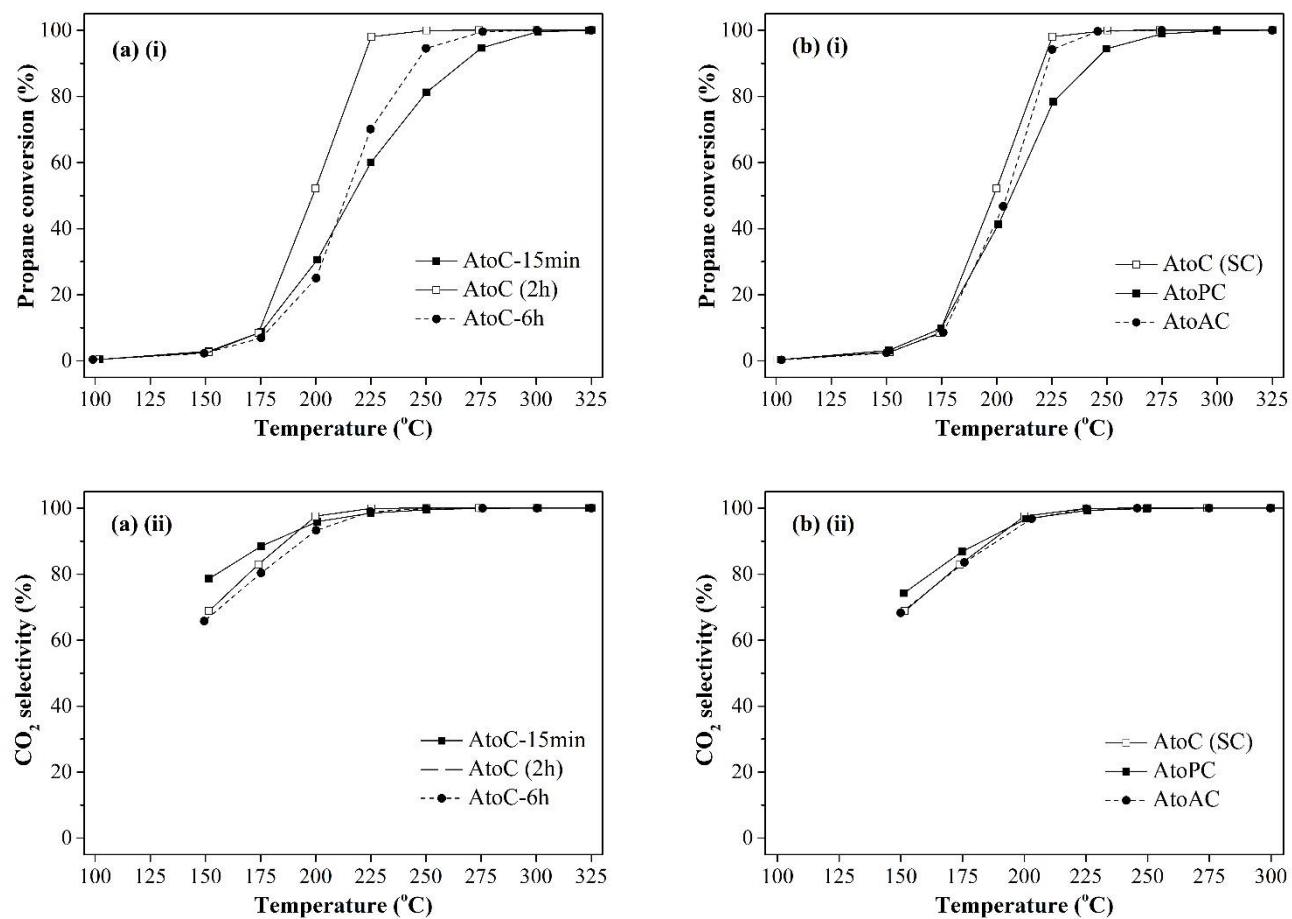 (a) (i)
Propane conversion (%)
100
80
60
40
20
0
AtoC-15min
AtoC (2h)
AtoC-6h
100 125 150 175 200 225 250 275 300 325
Temperature (°C)
(b) (i)
Propane conversion (%)
100
80
60
40
20
0
AtoC (SC)
AtoPC
AtoAC
100 125 150 175 200 225 250 275 300 325
Temperature (°C)
(a) (ii)
CO₂ selectivity (%)
100
80
60
40
20
0
AtoC-15min
AtoC (2h)
AtoC-6h
100 125 150 175 200 225 250 275 300 325
Temperature (°C)
(b) (ii)
CO₂ selectivity (%)
100
80
60
40
20
0
AtoC (SC)
AtoPC
AtoAC
100 125 150 175 200 225 250 275 300
Temperature (°C)